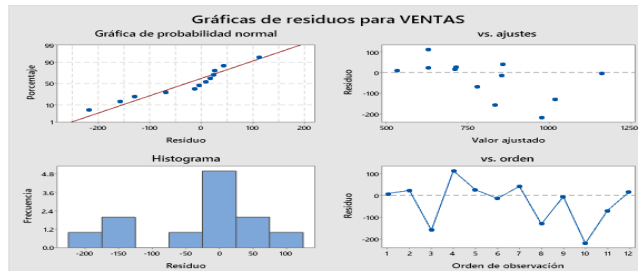 Gráficas de residuos para VENTAS
Gráfica de probabilidad normal
99
90
50
10
1
Porcentaje
-200 -100 0 100 200
Residuo
vs. ajustes
100
0
-100
-200
Residuo
500 750 1000 1250
Valor ajustado
Histograma
4.8
3.6
2.4
1.2
0.0
Frecuencia
-200 -150 -100 -50 0 50 100
Residuo
vs. orden
100
0
-100
-200
Residuo
1 2 3 4 5 6 7 8 9 10 11 12
Orden de observación